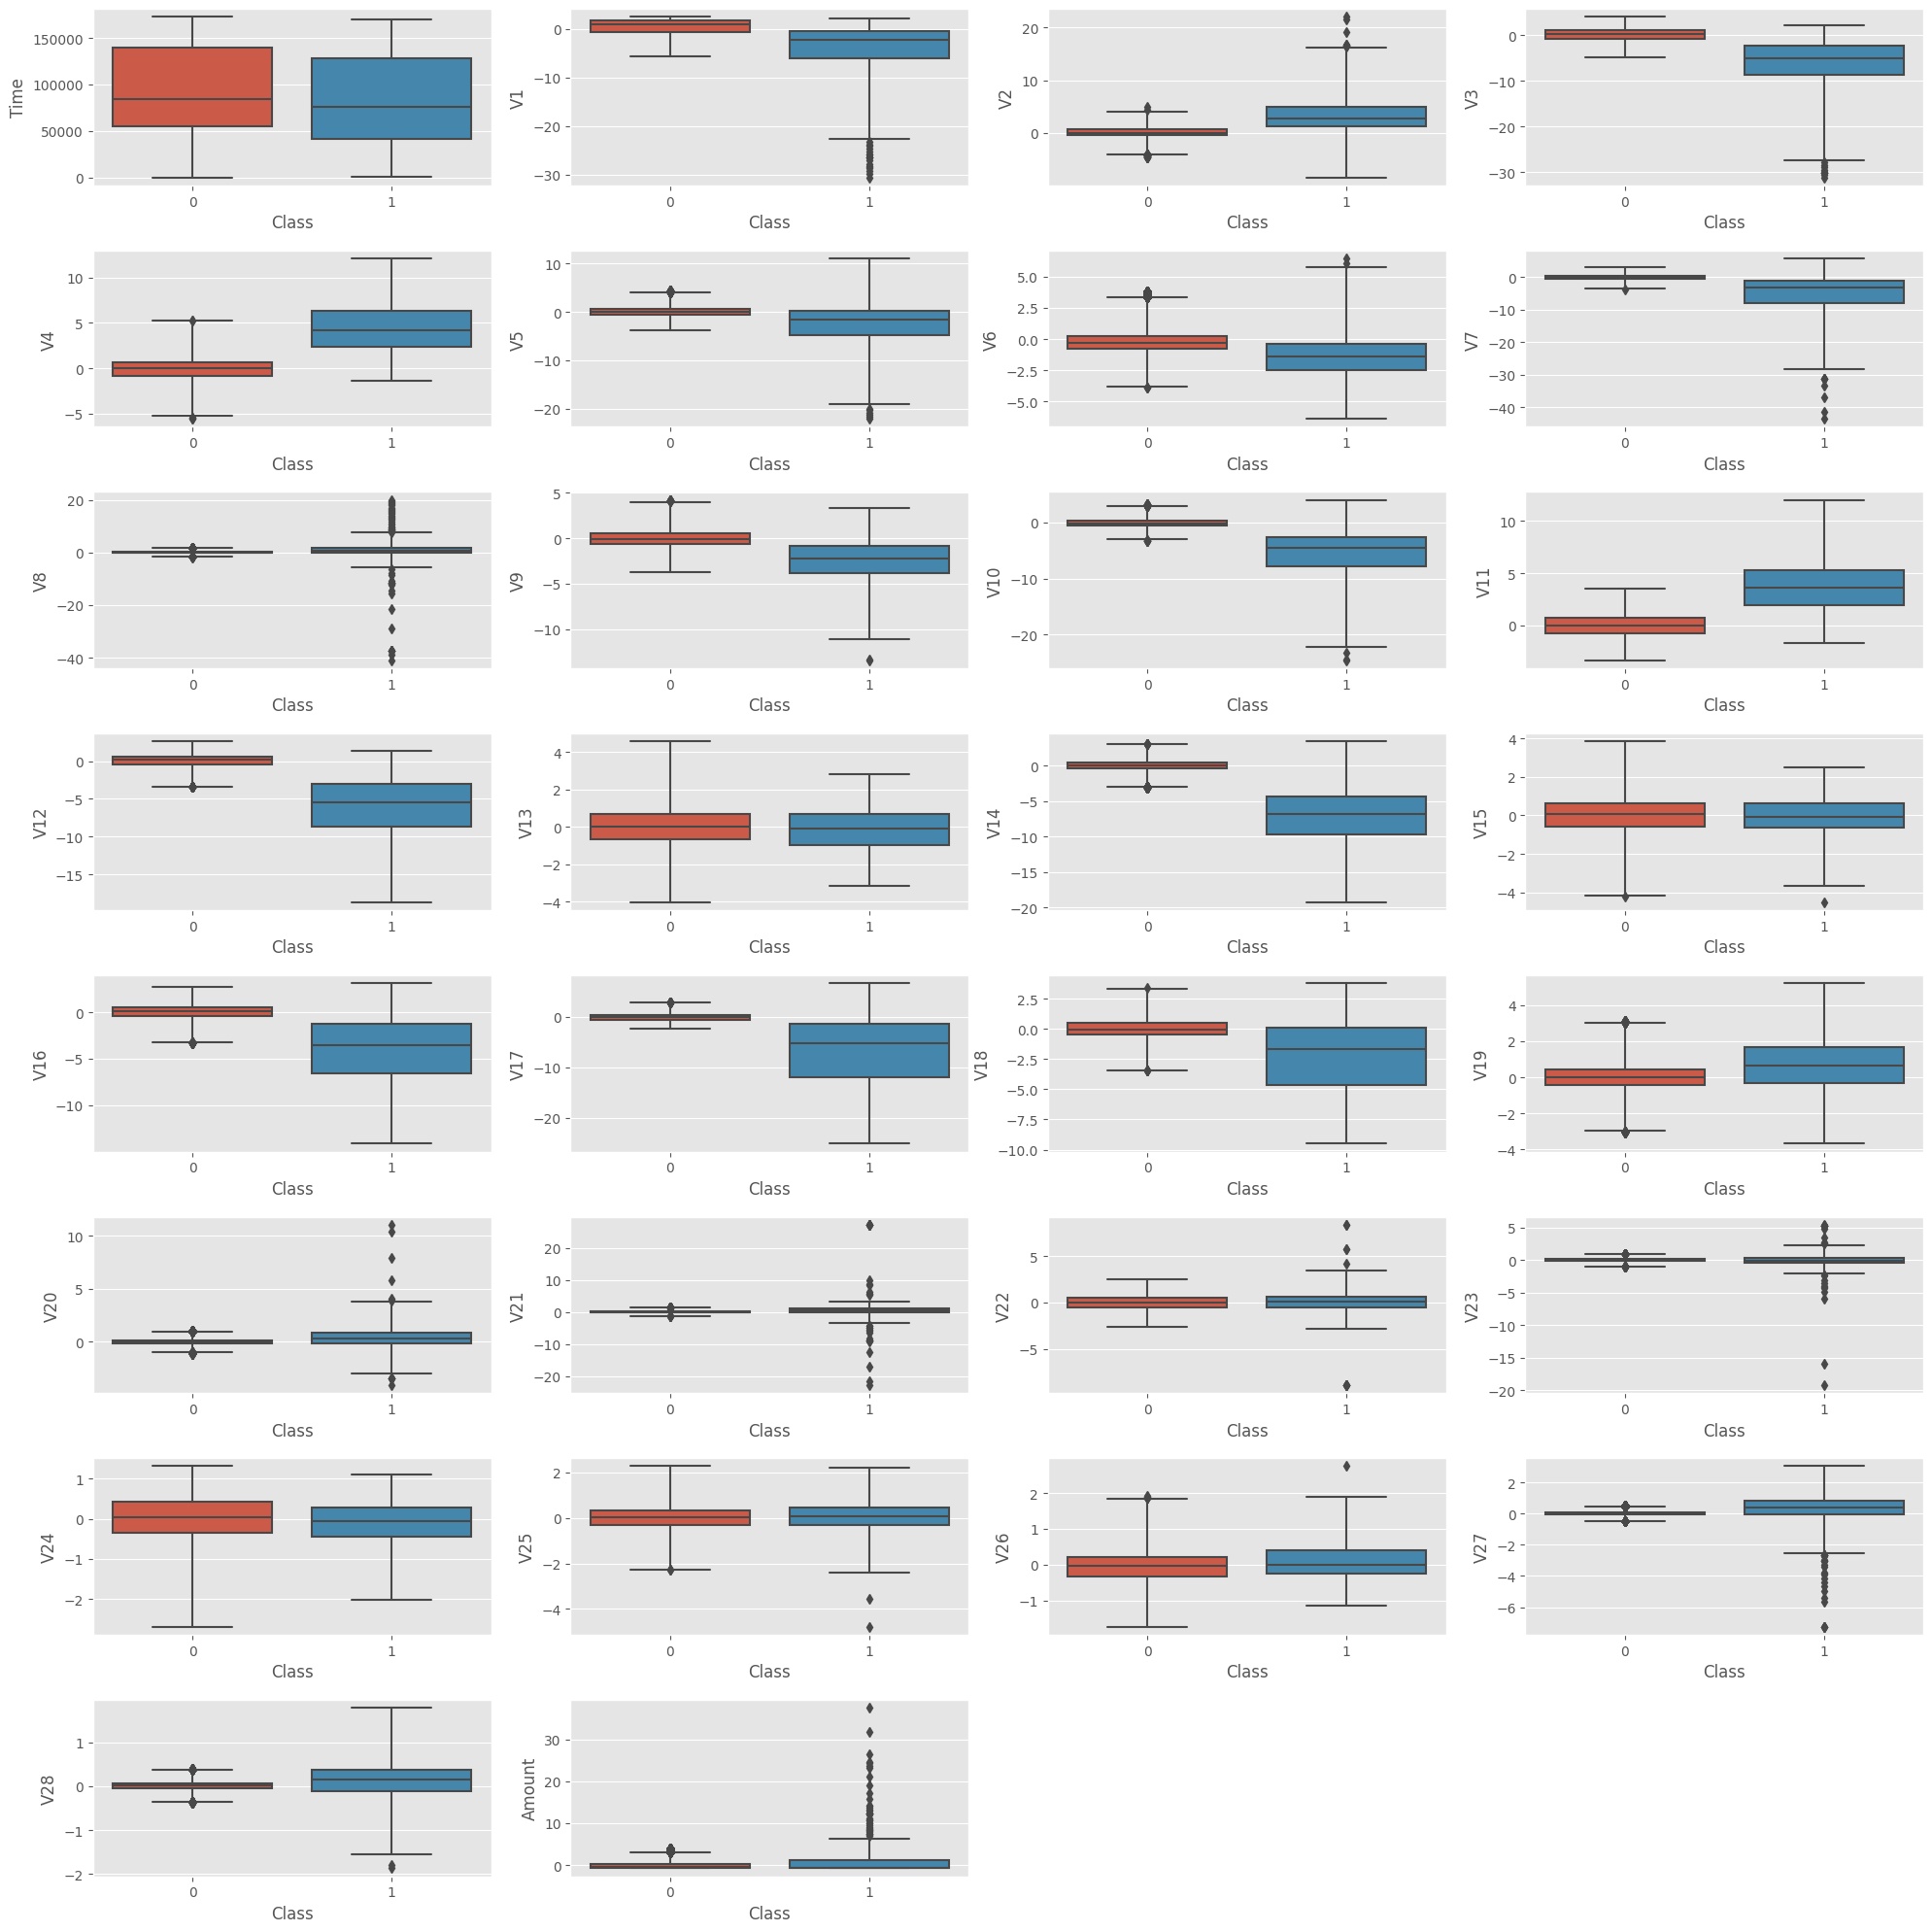 Time
150000
100000
50000
0
0 1
Class
V1
0
−10
−20
−30
0 1
Class
V2
20
10
0
0 1
Class
V3
0
−10
−20
−30
0 1
Class
V4
10
5
0
−5
0 1
Class
V5
10
0
−10
−20
0 1
Class
V6
5.0
2.5
0.0
−2.5
−5.0
0 1
Class
V7
0
−10
−20
−30
−40
0 1
Class
V8
20
0
−20
−40
0 1
Class
V9
5
0
−5
−10
0 1
Class
V10
0
−10
−20
0 1
Class
V11
10
5
0
0 1
Class
V12
0
−5
−10
−15
0 1
Class
V13
4
2
0
−2
−4
0 1
Class
V14
0
−5
−10
−15
−20
0 1
Class
V15
4
2
0
−2
−4
0 1
Class
V16
0
−5
−10
0 1
Class
V17
0
−10
−20
0 1
Class
V18
2.5
0.0
−2.5
−5.0
−7.5
−10.0
0 1
Class
V19
4
2
0
−2
−4
0 1
Class
V20
10
5
0
0 1
Class
V21
20
10
0
−10
−20
0 1
Class
V22
5
0
−5
0 1
Class
V23
5
0
−5
−10
−15
−20
0 1
Class
V24
1
0
−1
−2
0 1
Class
V25
2
0
−2
−4
0 1
Class
V26
2
1
0
−1
0 1
Class
V27
2
0
−2
−4
−6
0 1
Class
V28
1
0
−1
−2
0 1
Class
Amount
30
20
10
0
0 1
Class